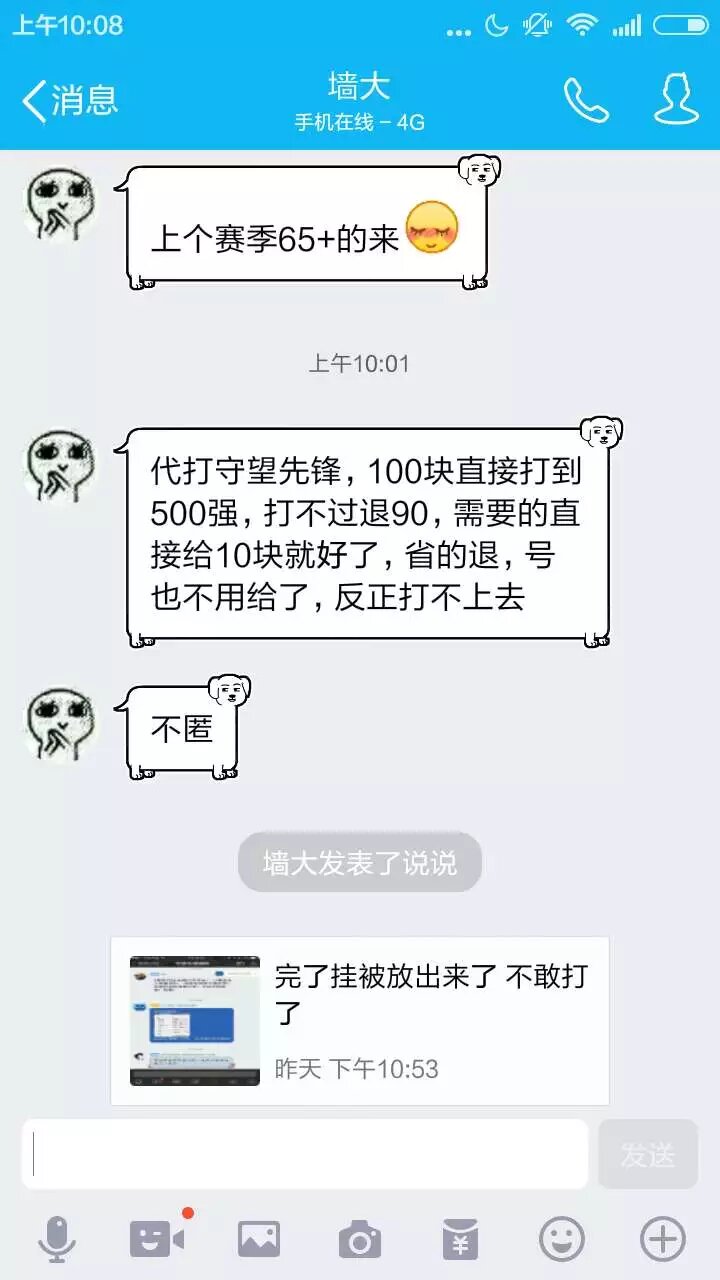 上午10:08
消息
墙大
手机在线 – 4G
上个赛季65+的来
上午10:01
代打守望先锋，100块直接打到
500强，打不过退90，需要的直
接给10块就好了，省的退，号
也不用给了，反正打不上去
不匿
墙大发表了说说
完了挂被放出来了 不敢打
了
昨天 下午10:53
发送